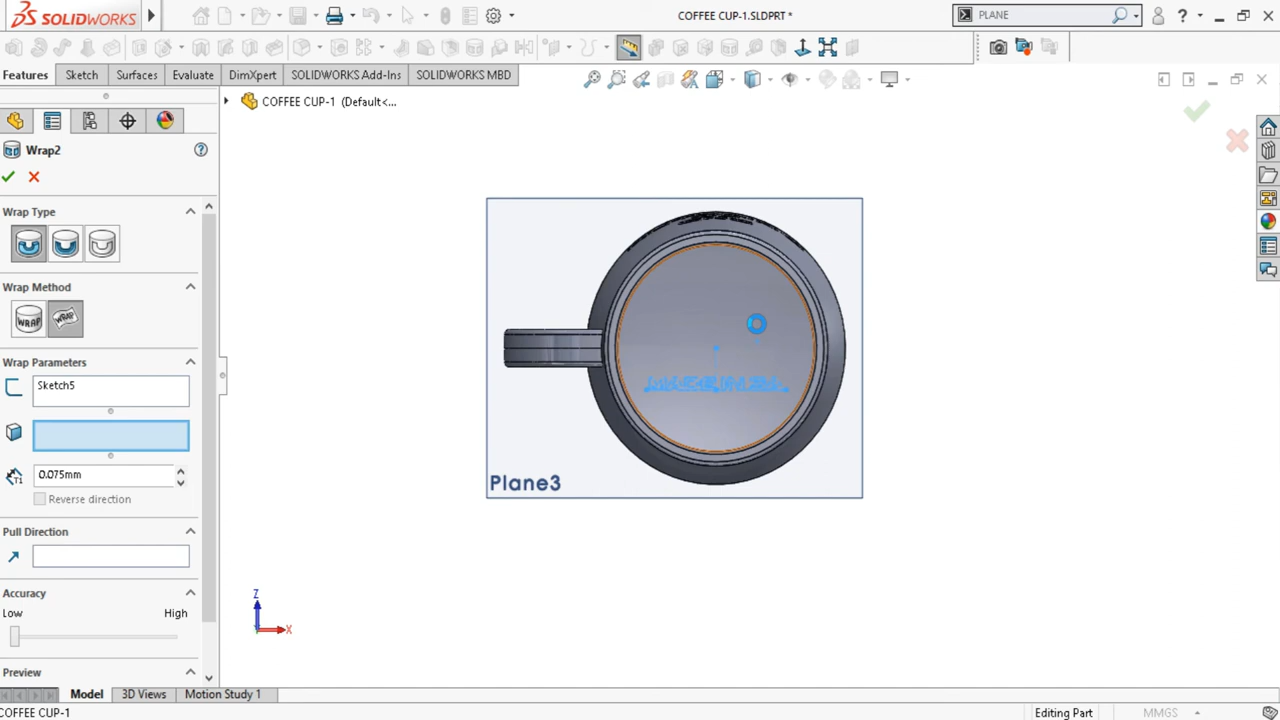 SOLIDWORKS
COFFEE CUP-1.SLDPRT *
PLANE
Features
Sketch
Surfaces
Evaluate
DimXpert
SOLIDWORKS Add-Ins
SOLIDWORKS MBD
COFFEE CUP-1 (Default<...
Wrap2
Wrap Type
Wrap Method
WRAP
WRAP
Wrap Parameters
Sketch5
0.075mm
Reverse direction
Pull Direction
Accuracy
Low
High
Preview
Plane3
Z
X
Model
3D Views
Motion Study 1
COFFEE CUP-1
Editing Part
MMGS